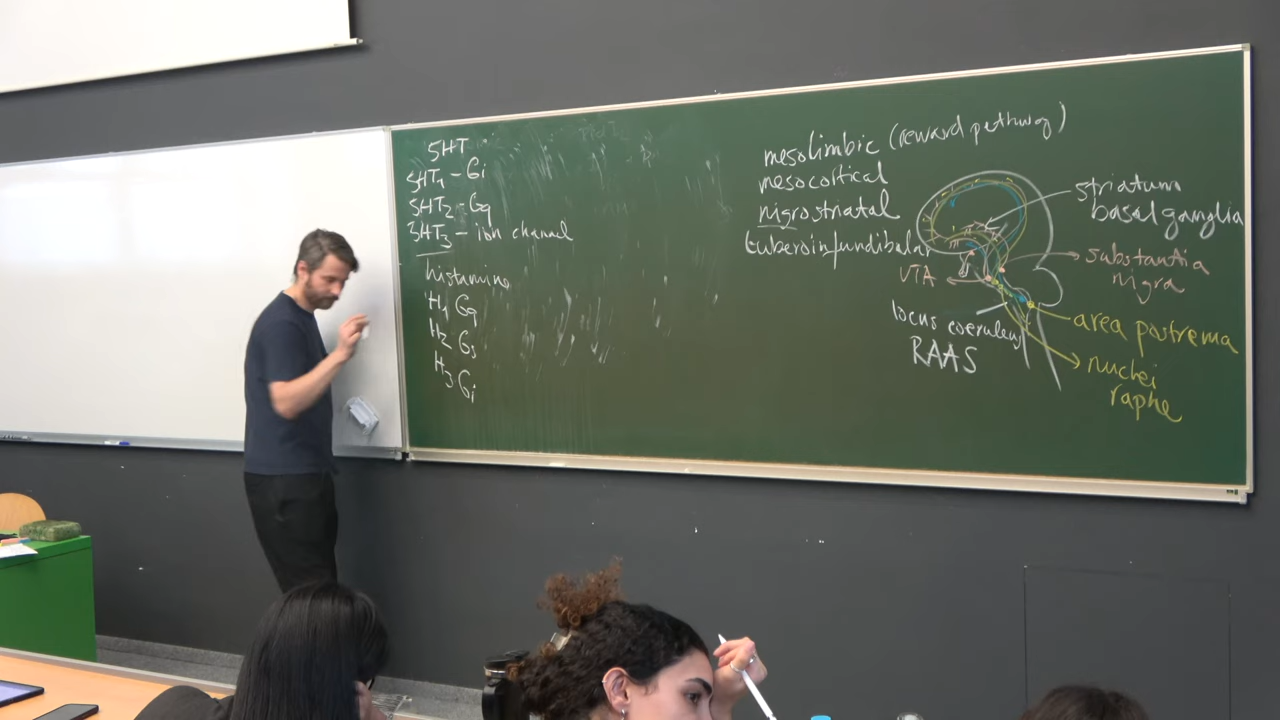 5HT
5HT1 - Gi
5HT2 - Gq
5HT3 - ion channel
histamine
H1 Gq
H2 Gs
H3 Gi
mesolimbic (reward pathway)
mesocortical
nigrostriatal
tuberoinfundibular
striatum
basal ganglia
VTA
substantia
nigra
locus coeruleus
RAAS
area postrema
nuclei
raphe